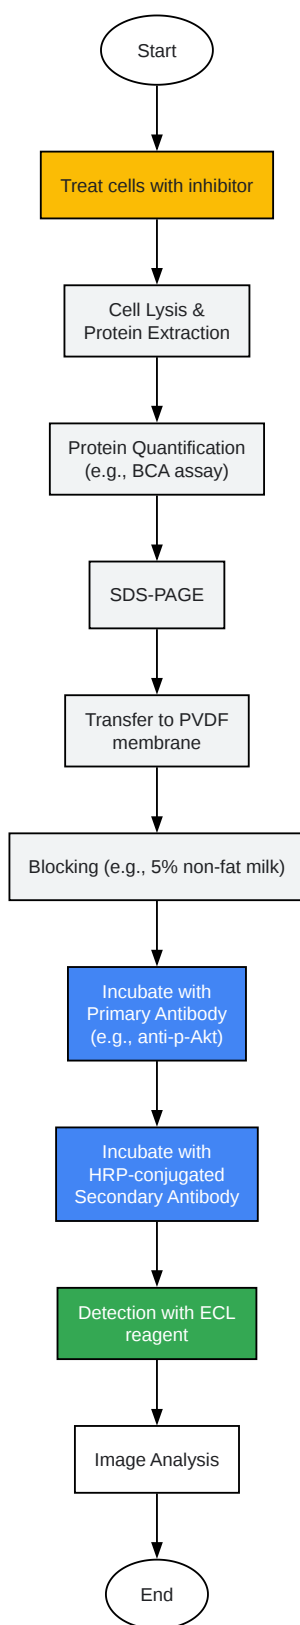 Start
Treat cells with inhibitor
Cell Lysis &
Protein Extraction
Protein Quantification
(e.g., BCA assay)
SDS-PAGE
Transfer to PVDF
membrane
Blocking (e.g., 5% non-fat milk)
Incubate with
Primary Antibody
(e.g., anti-p-Akt)
Incubate with
HRP-conjugated
Secondary Antibody
Detection with ECL
reagent
Image Analysis
End